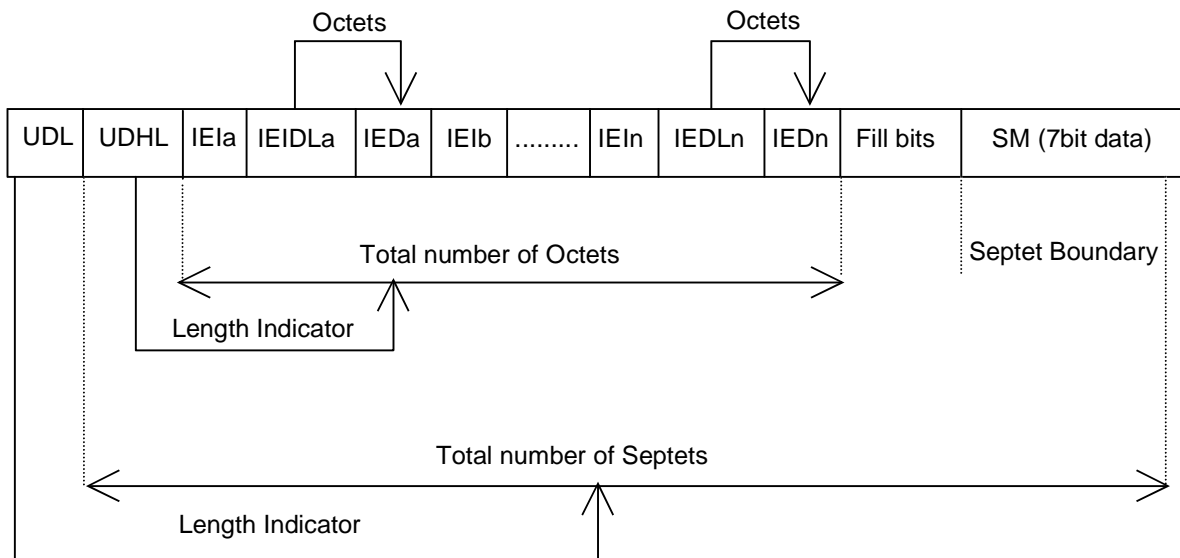 Octets Octets
UDL UDHL IEIa IEIDLa IEDa IEIb ......... IEIn IEDLn IEDn Fill bits SM (7bit data)
Total number of Octets
Septet Boundary
Length Indicator
Total number of Septets
Length Indicator